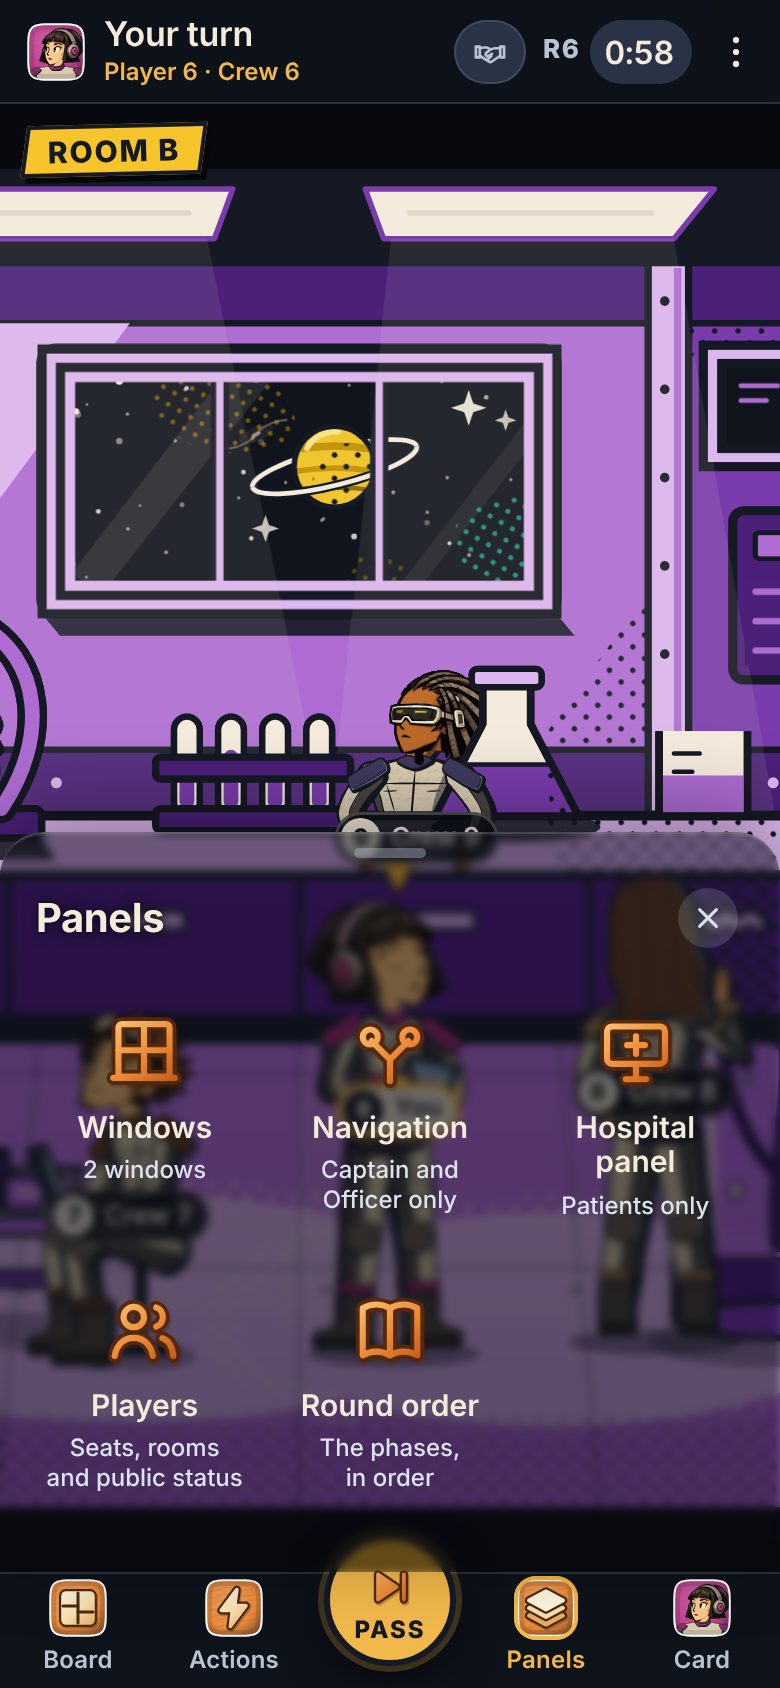 Your turn
Player 6 · Crew 6
R6
0:58
ROOM B
Panels
Windows
2 windows
Navigation
Captain and
Officer only
Hospital
panel
Patients only
Crew 7
Players
Seats, rooms
and public status
Round order
The phases,
in order
PASS
Board
Actions
Panels
Card